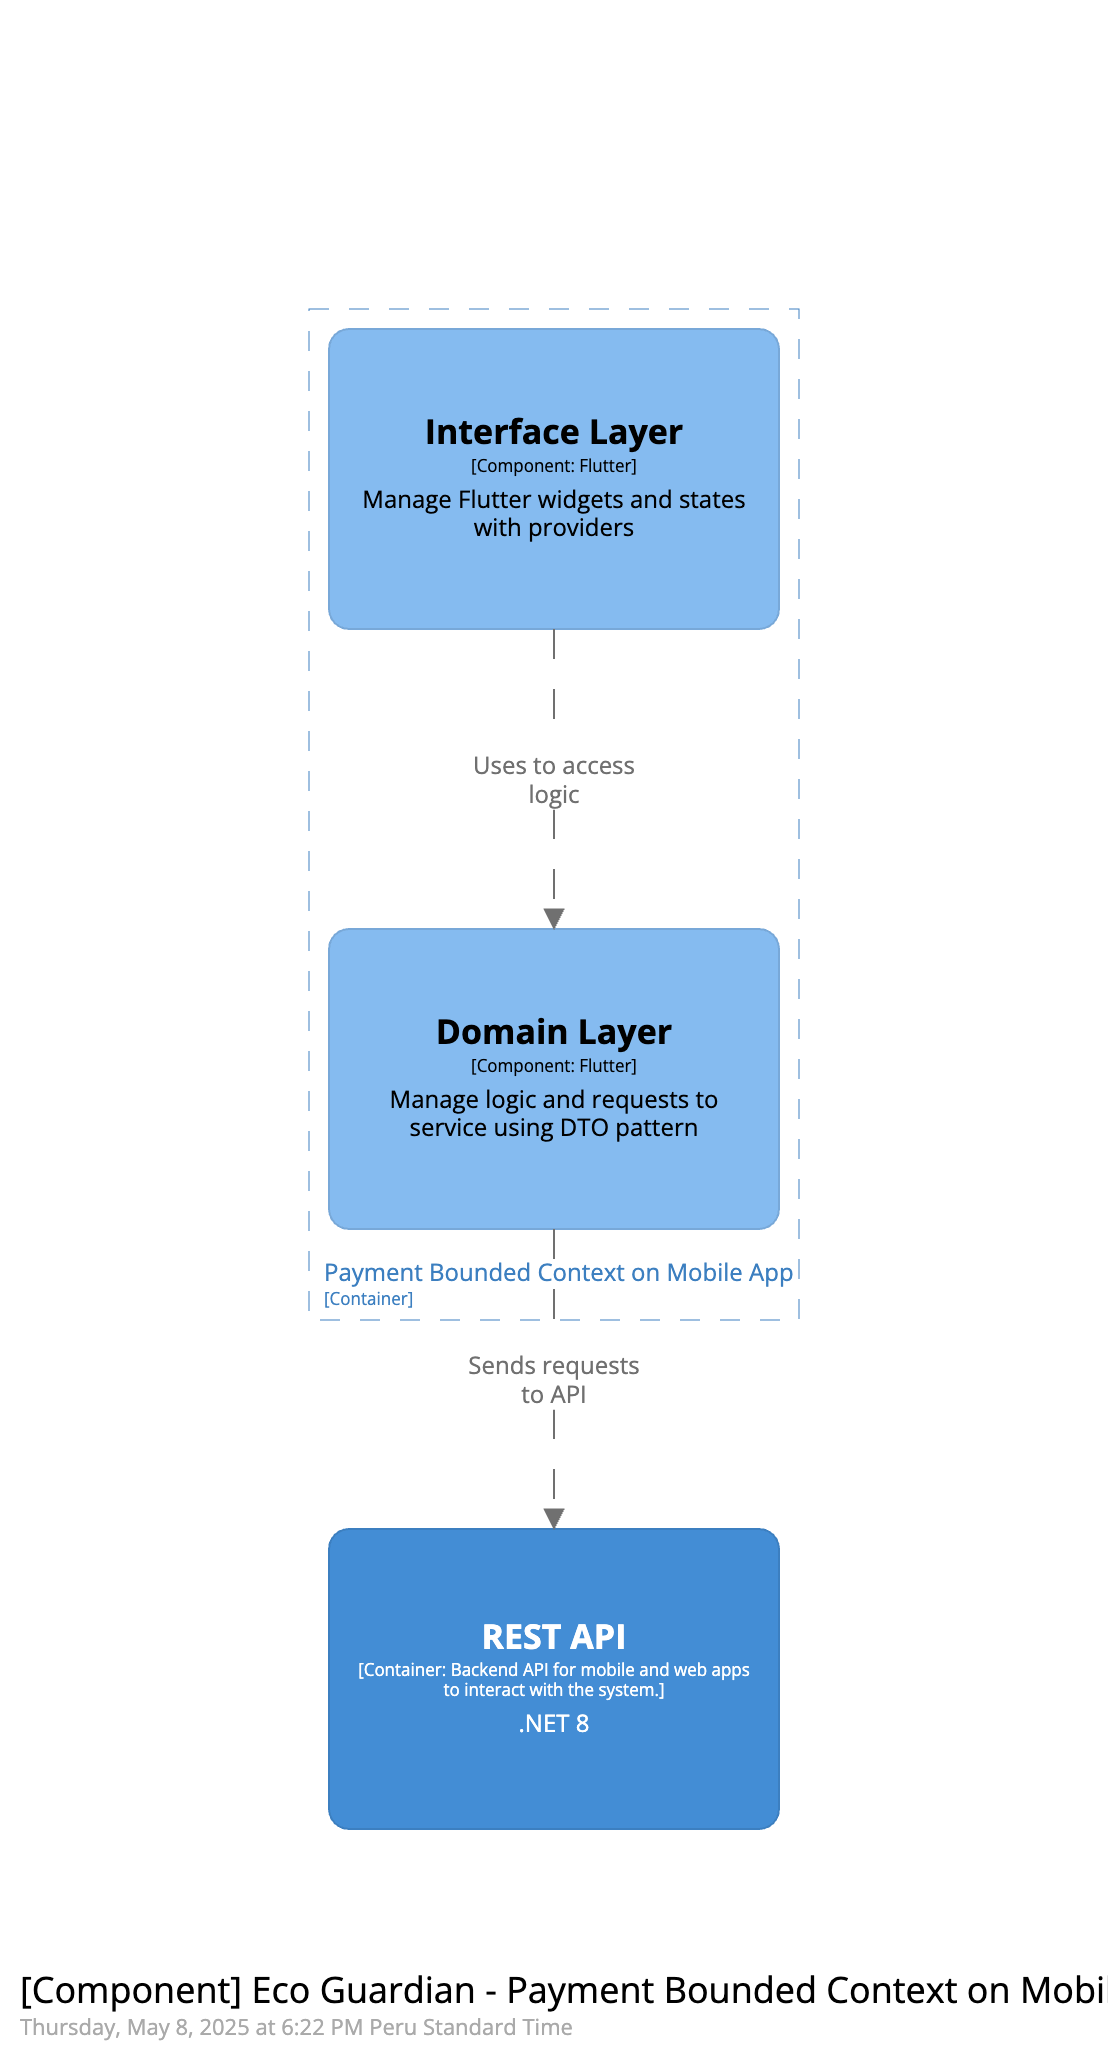 Interface Layer
[Component: Flutter]
Manage Flutter widgets and states
with providers
Uses to access
logic
Domain Layer
[Component: Flutter]
Manage logic and requests to
service using DTO pattern
Payment Bounded Context on Mobile App
[Container]
Sends requests
to API
REST API
[Container: Backend API for mobile and web apps
to interact with the system.]
.NET 8
[Component] Eco Guardian - Payment Bounded Context on Mobi
Thursday, May 8, 2025 at 6:22 PM Peru Standard Time